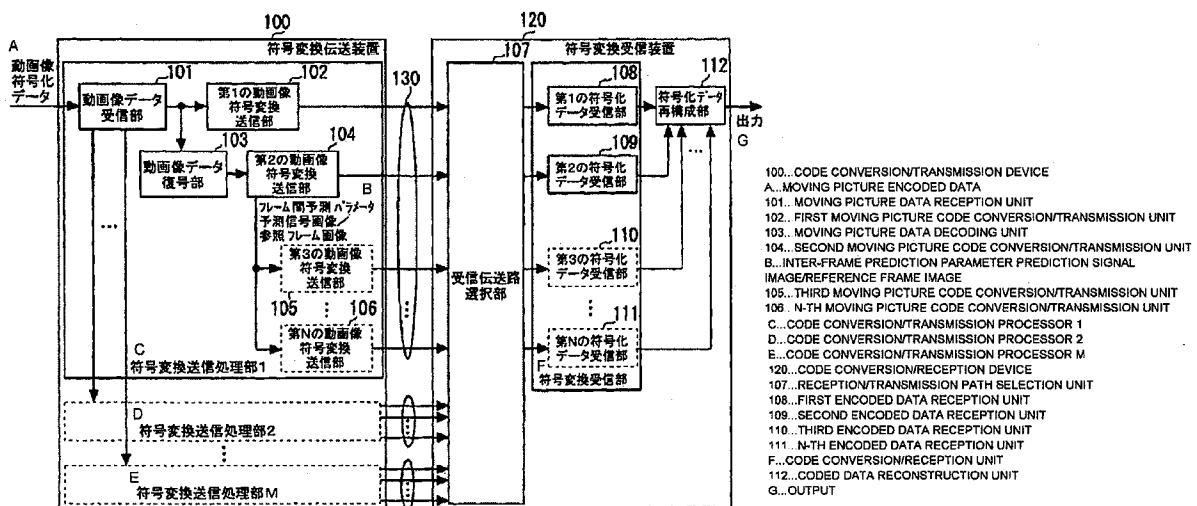 100
120
A
動画像
符号化
データ
符号変換伝送装置
107
符号変換受信装置
101
102
130
108
112
動画像データ
受信部
第1の動画像
符号変換
送信部
第1の符号化
データ受信部
符号化データ
再構成部
出力
G
103
104
109
動画像データ
復号部
第2の動画像
符号変換
送信部
B
第2の符号化
データ受信部
...
...
フレーム間予測パラメータ
予測信号画像
参照フレーム画像
110
第3の動画像
符号変換
送信部
受信伝送路
選択部
第3の符号化
データ受信部
105
106
111
第Nの動画像
符号変換
送信部
第Nの符号化
データ受信部
C
符号変換送信処理部1
F
符号変換受信部
D
符号変換送信処理部2
E
符号変換送信処理部M
100...CODE CONVERSION/TRANSMISSION DEVICE
A...MOVING PICTURE ENCODED DATA
101...MOVING PICTURE DATA RECEPTION UNIT
102...FIRST MOVING PICTURE CODE CONVERSION/TRANSMISSION UNIT
103...MOVING PICTURE DATA DECODING UNIT
104...SECOND MOVING PICTURE CODE CONVERSION/TRANSMISSION UNIT
B...INTER-FRAME PREDICTION PARAMETER PREDICTION SIGNAL
IMAGE/REFERENCE FRAME IMAGE
105...THIRD MOVING PICTURE CODE CONVERSION/TRANSMISSION UNIT
106...N-TH MOVING PICTURE CODE CONVERSION/TRANSMISSION UNIT
C...CODE CONVERSION/TRANSMISSION PROCESSOR 1
D...CODE CONVERSION/TRANSMISSION PROCESSOR 2
E...CODE CONVERSION/TRANSMISSION PROCESSOR M
120...CODE CONVERSION/RECEPTION DEVICE
107...RECEPTION/TRANSMISSION PATH SELECTION UNIT
108...FIRST ENCODED DATA RECEPTION UNIT
109...SECOND ENCODED DATA RECEPTION UNIT
110...THIRD ENCODED DATA RECEPTION UNIT
111...N-TH ENCODED DATA RECEPTION UNIT
F...CODE CONVERSION/RECEPTION UNIT
112...CODED DATA RECONSTRUCTION UNIT
G...OUTPUT